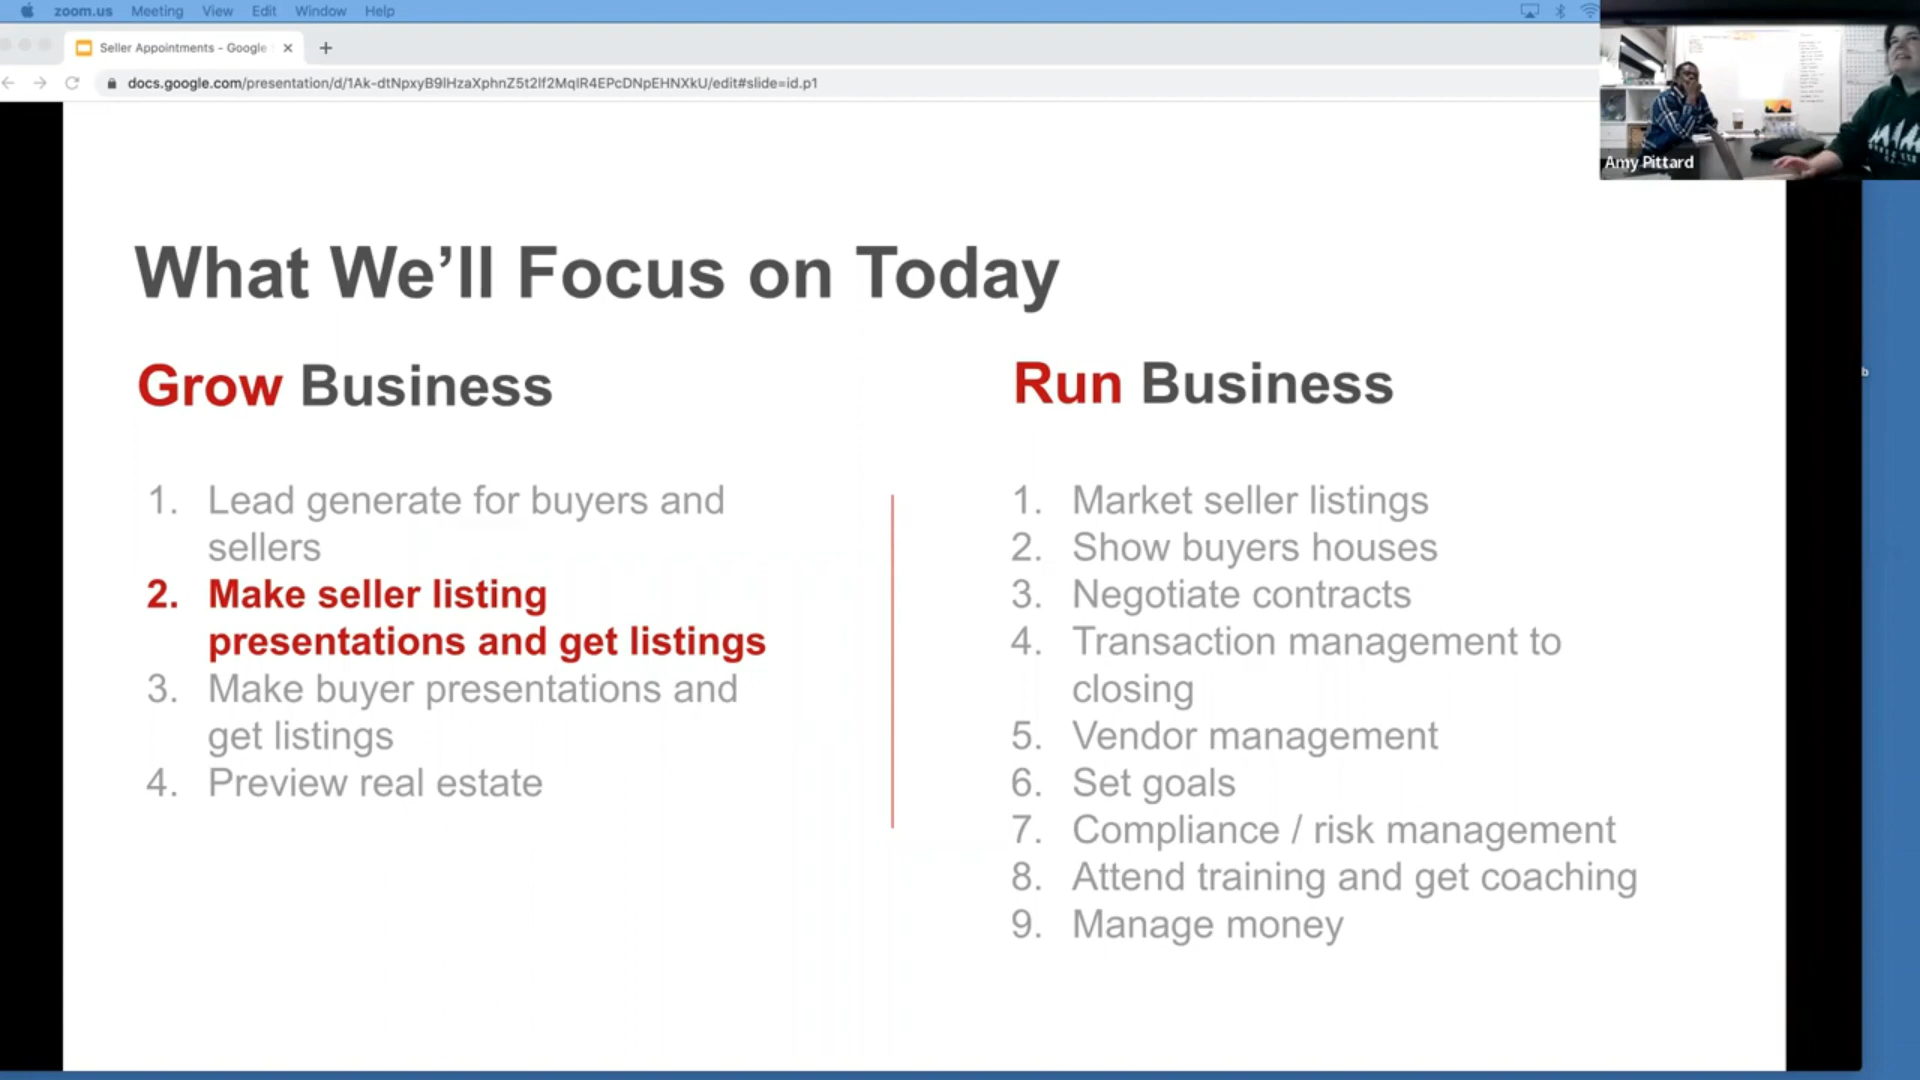 zoom.us Meeting View Edit Window Help
Seller Appointments - Google
docs.google.com/presentation/d/1Ak-dtNpxyB9lHzaXphnZ5t2lf2MqlR4EPcDNpEHNXkU/edit#slide=id.p1
Amy Pittard
What We’ll Focus on Today
Grow Business
1. Lead generate for buyers and
sellers
2. Make seller listing
presentations and get listings
3. Make buyer presentations and
get listings
4. Preview real estate
Run Business
1. Market seller listings
2. Show buyers houses
3. Negotiate contracts
4. Transaction management to
closing
5. Vendor management
6. Set goals
7. Compliance / risk management
8. Attend training and get coaching
9. Manage money
b